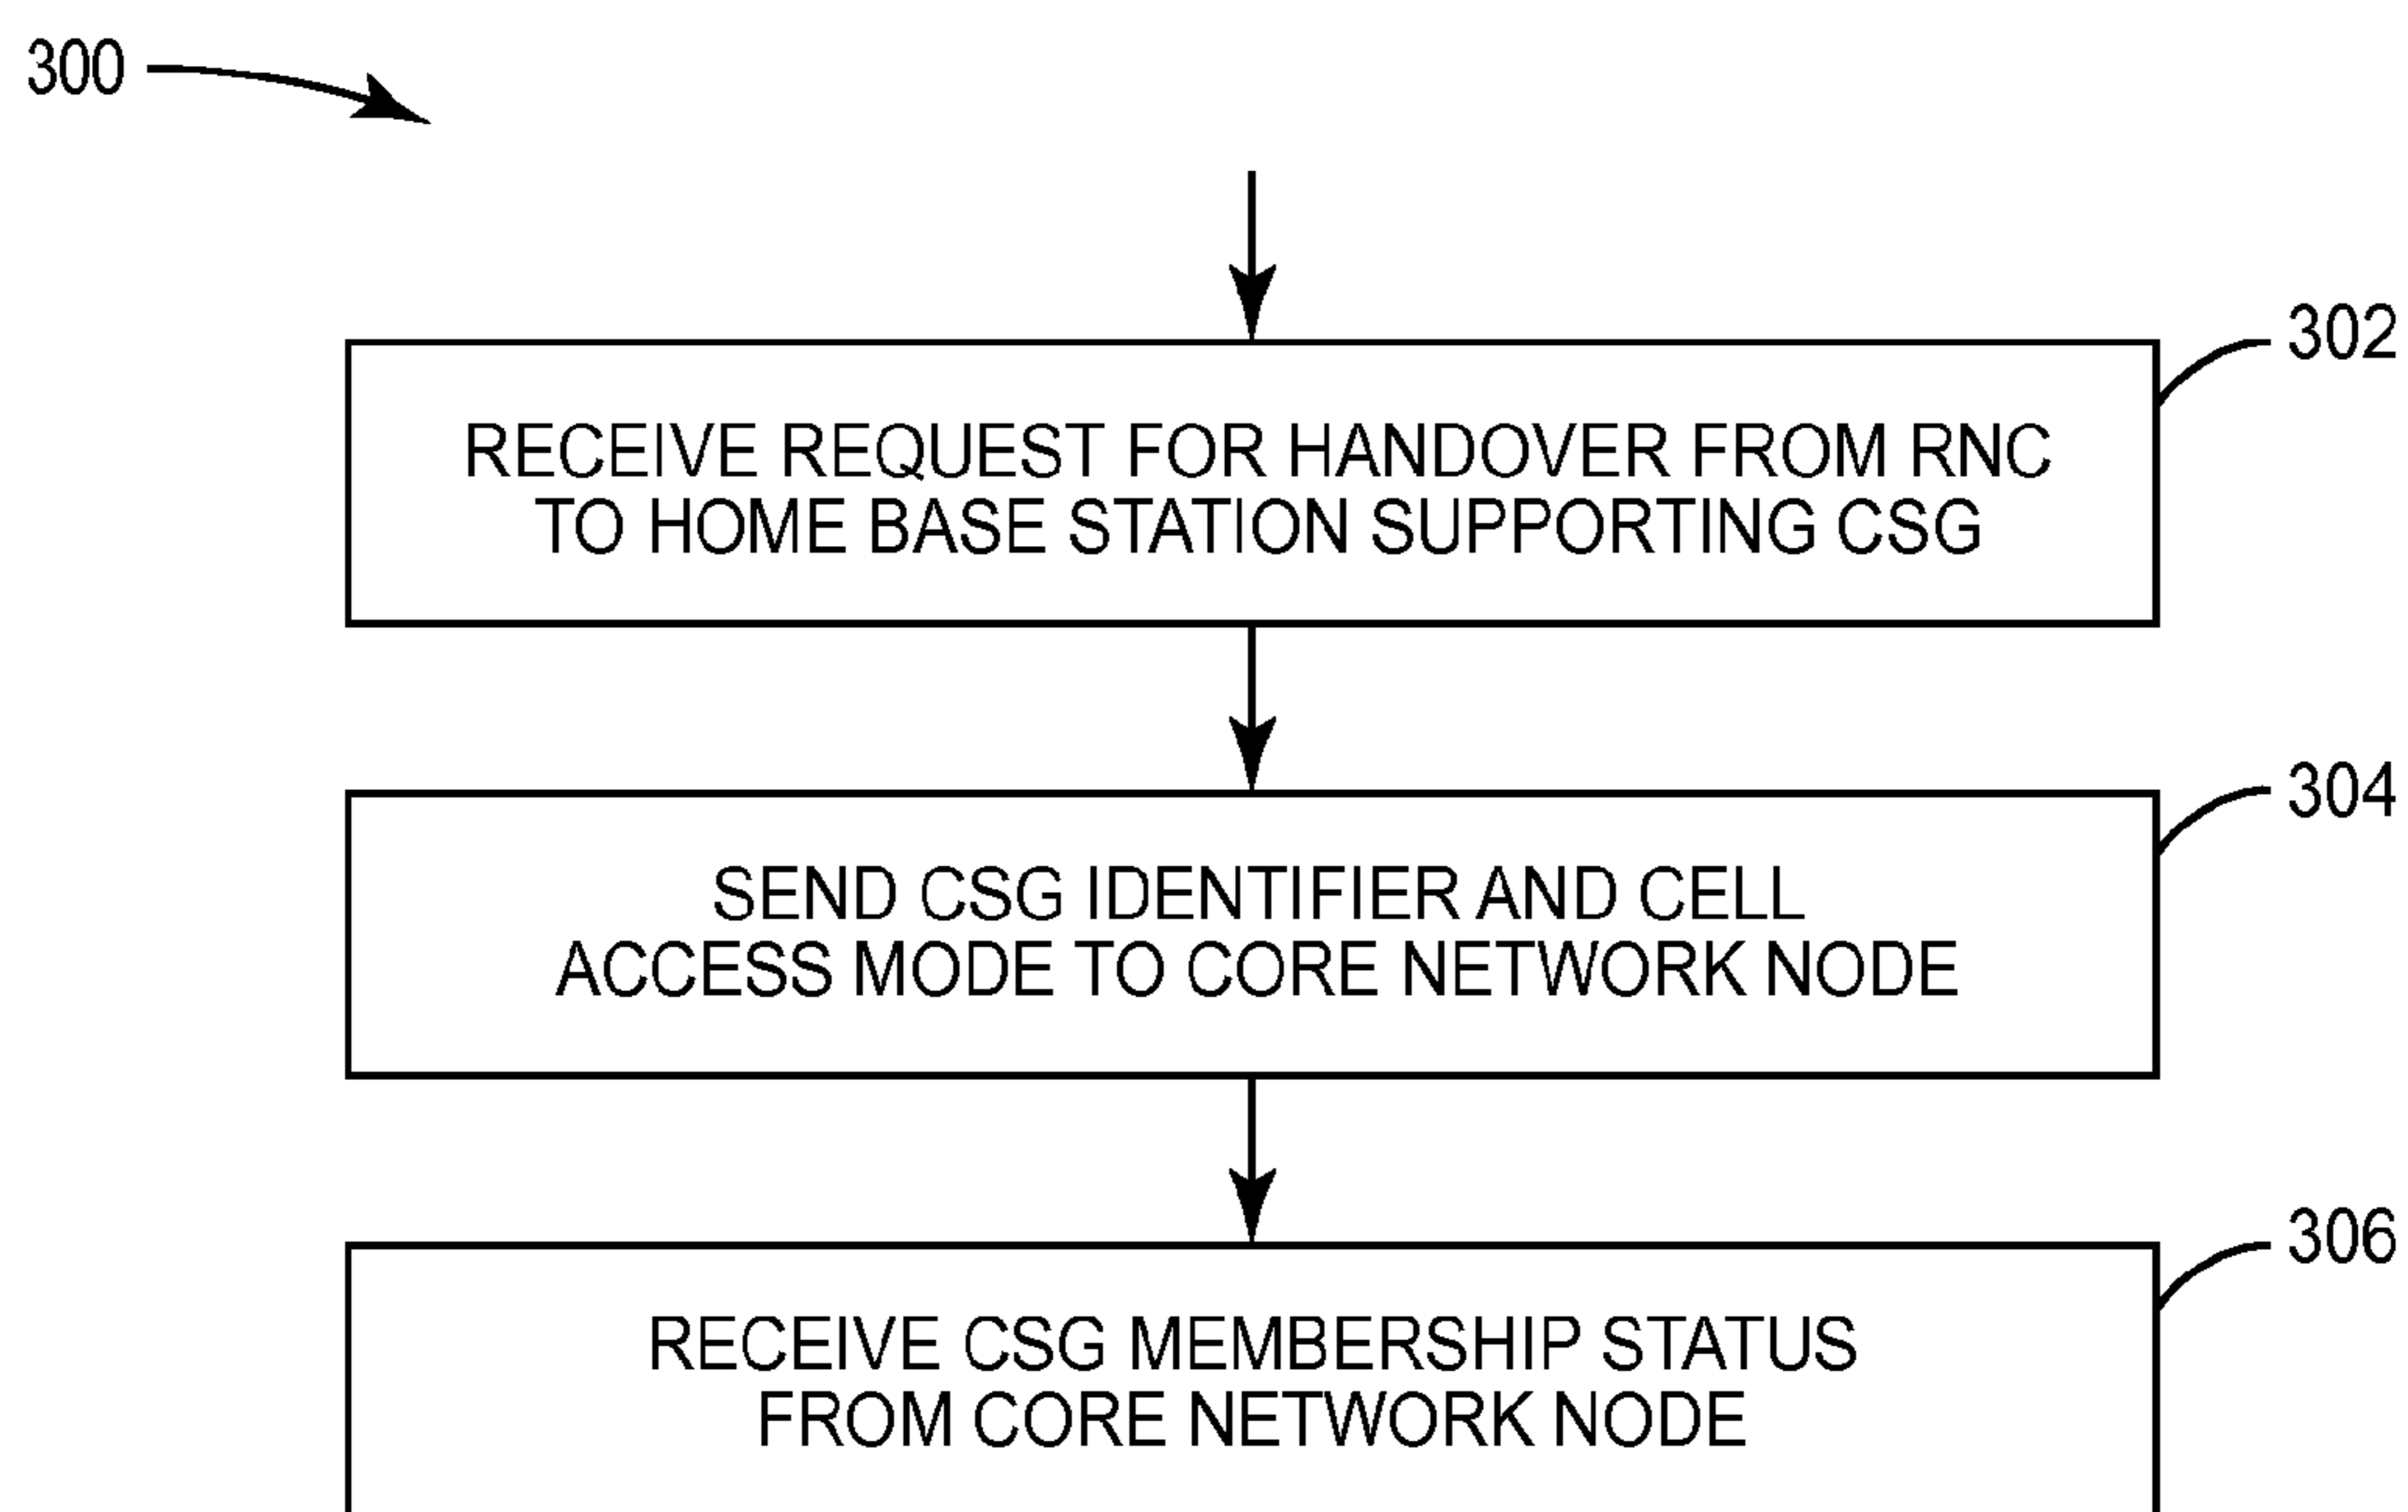 300
302
RECEIVE REQUEST FOR HANDOVER FROM RNC
TO HOME BASE STATION SUPPORTING CSG
304
SEND CSG IDENTIFIER AND CELL
ACCESS MODE TO CORE NETWORK NODE
306
RECEIVE CSG MEMBERSHIP STATUS
FROM CORE NETWORK NODE